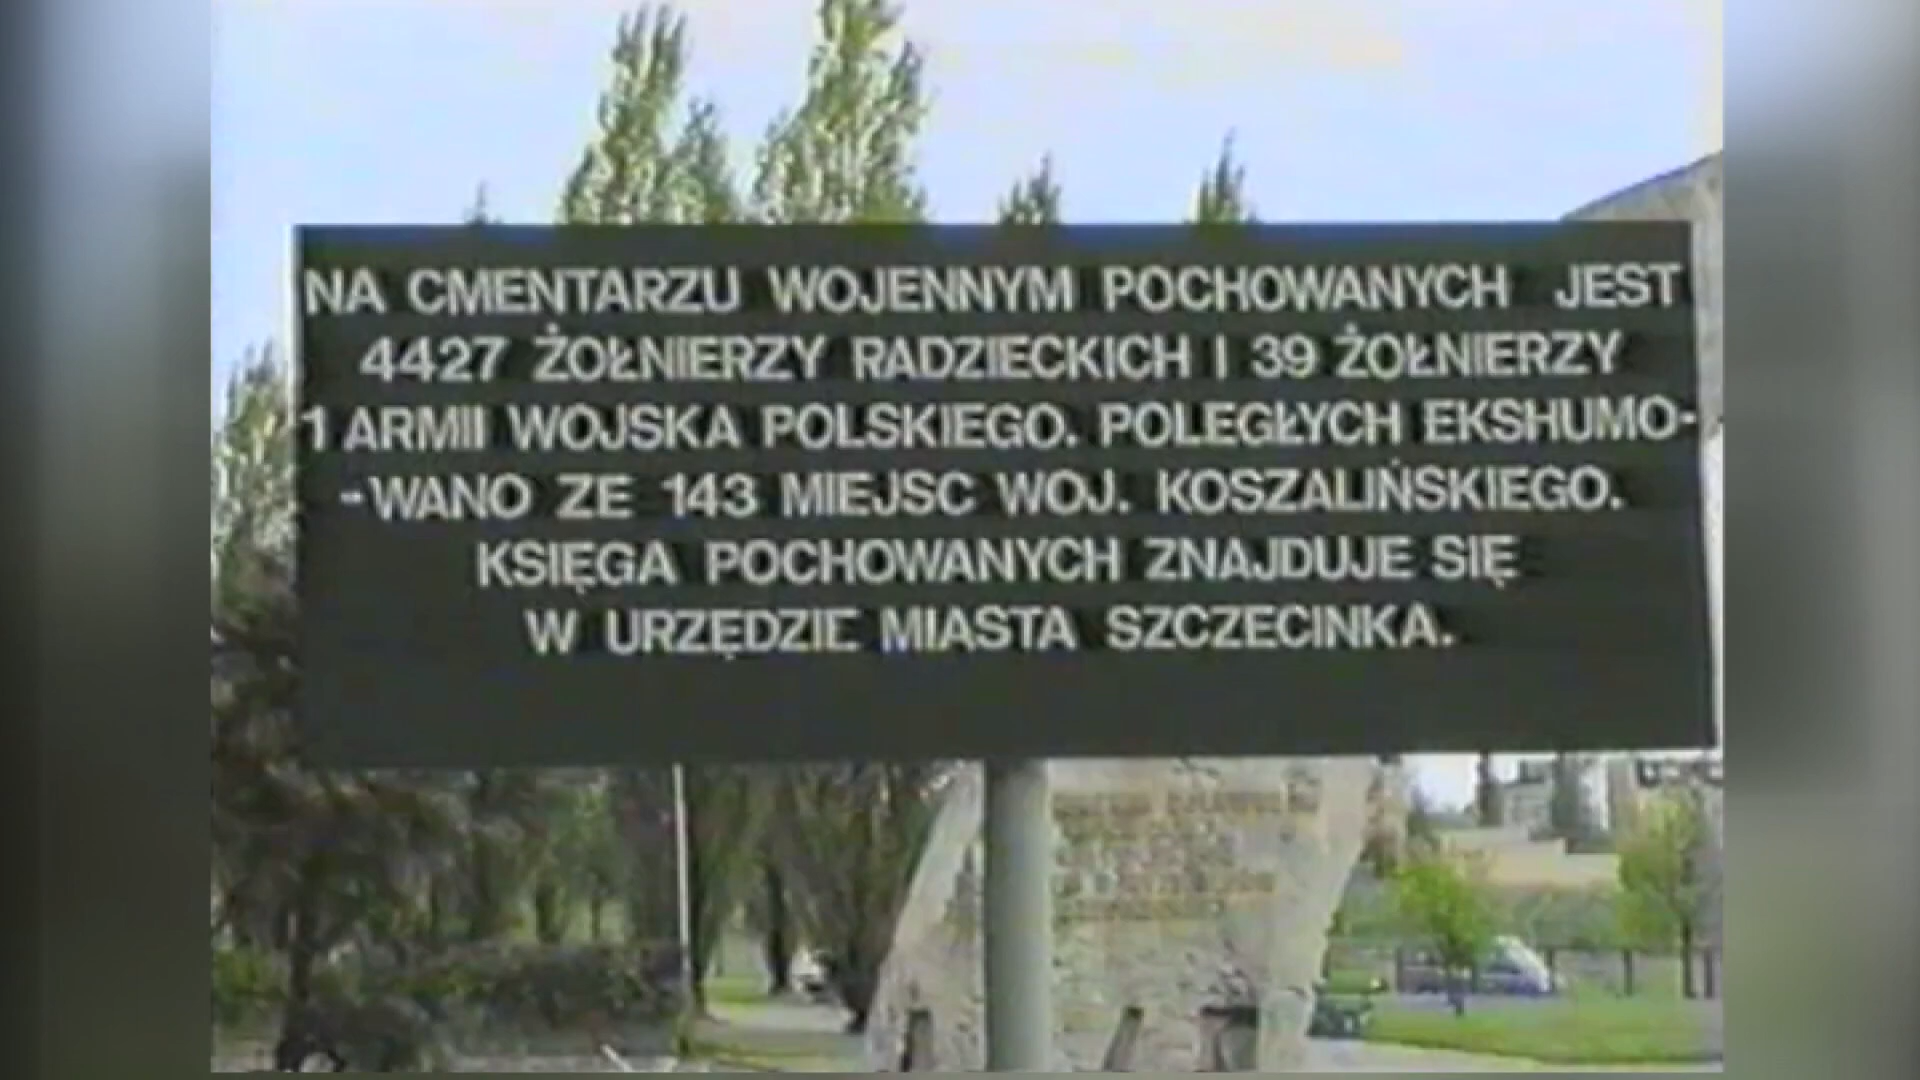 NA CMENTARZU WOJENNYM POCHOWANYCH JEST
4427 ŻOŁNIERZY RADZIECKICH I 39 ŻOŁNIERZY
1 ARMII WOJSKA POLSKIEGO. POLEGŁYCH EKSHUMO-
-WANO ZE 143 MIEJSC WOJ. KOSZALIŃSKIEGO.
KSIĘGA POCHOWANYCH ZNAJDUJE SIĘ
W URZĘDZIE MIASTA SZCZECINKA.